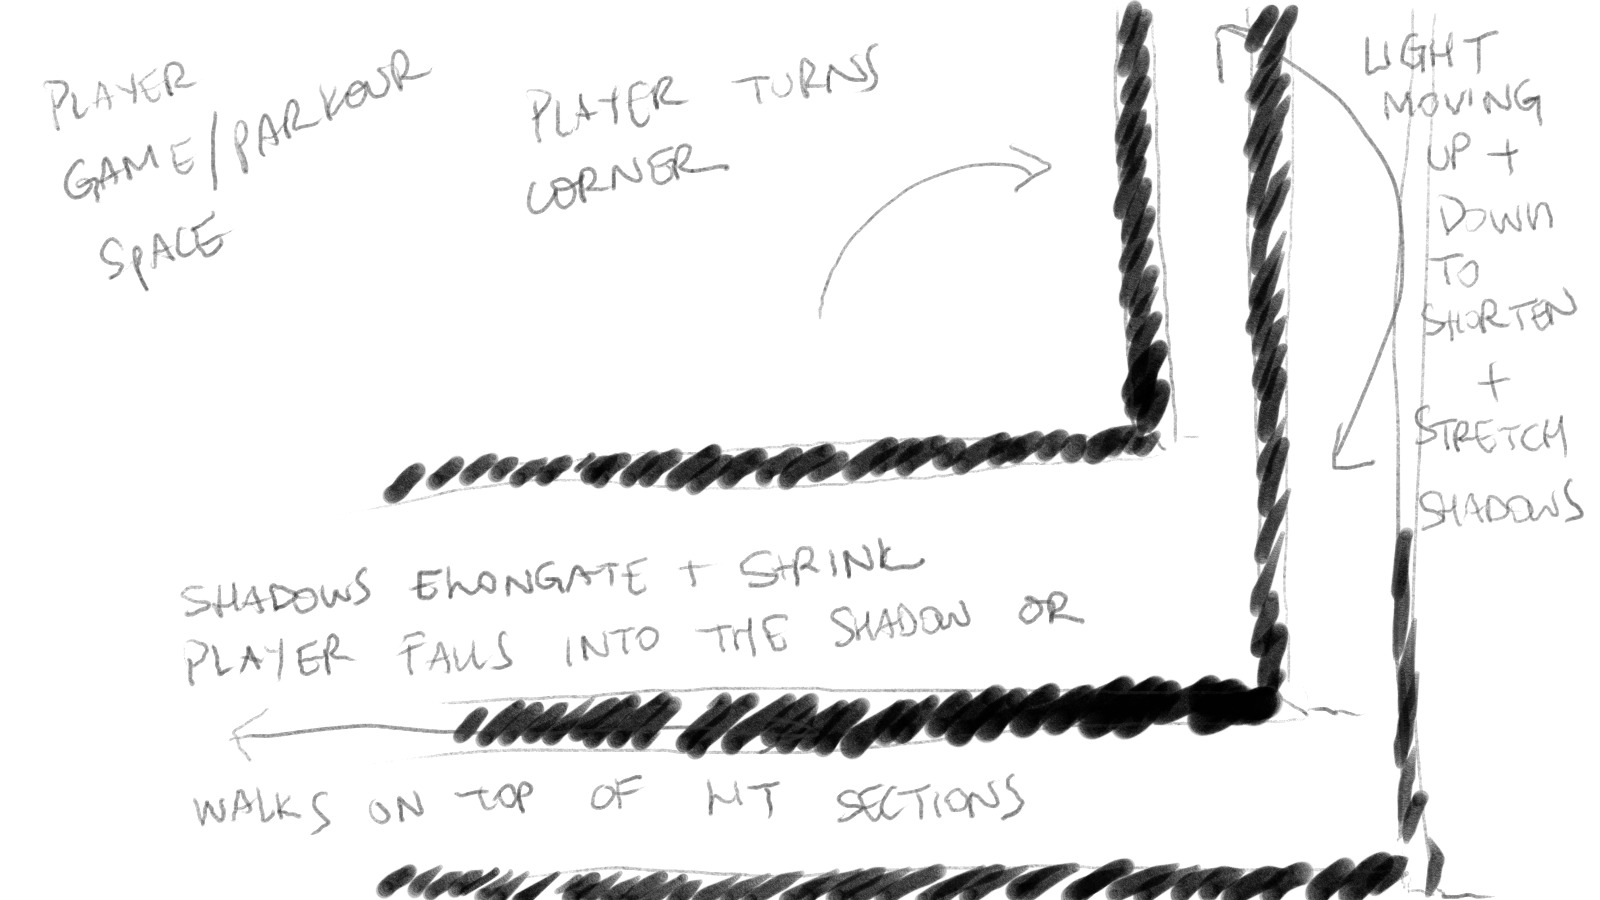 PLAYER
GAME/PARKOUR
SPACE
PLAYER TURNS
CORNER
LIGHT
MOVING
UP +
DOWN
TO
SHORTEN
+
STRETCH
SHADOWS
SHADOWS ELONGATE + SHRINK
PLAYER FALLS INTO THE SHADOW OR
WALKS ON TOP OF SECTIONS